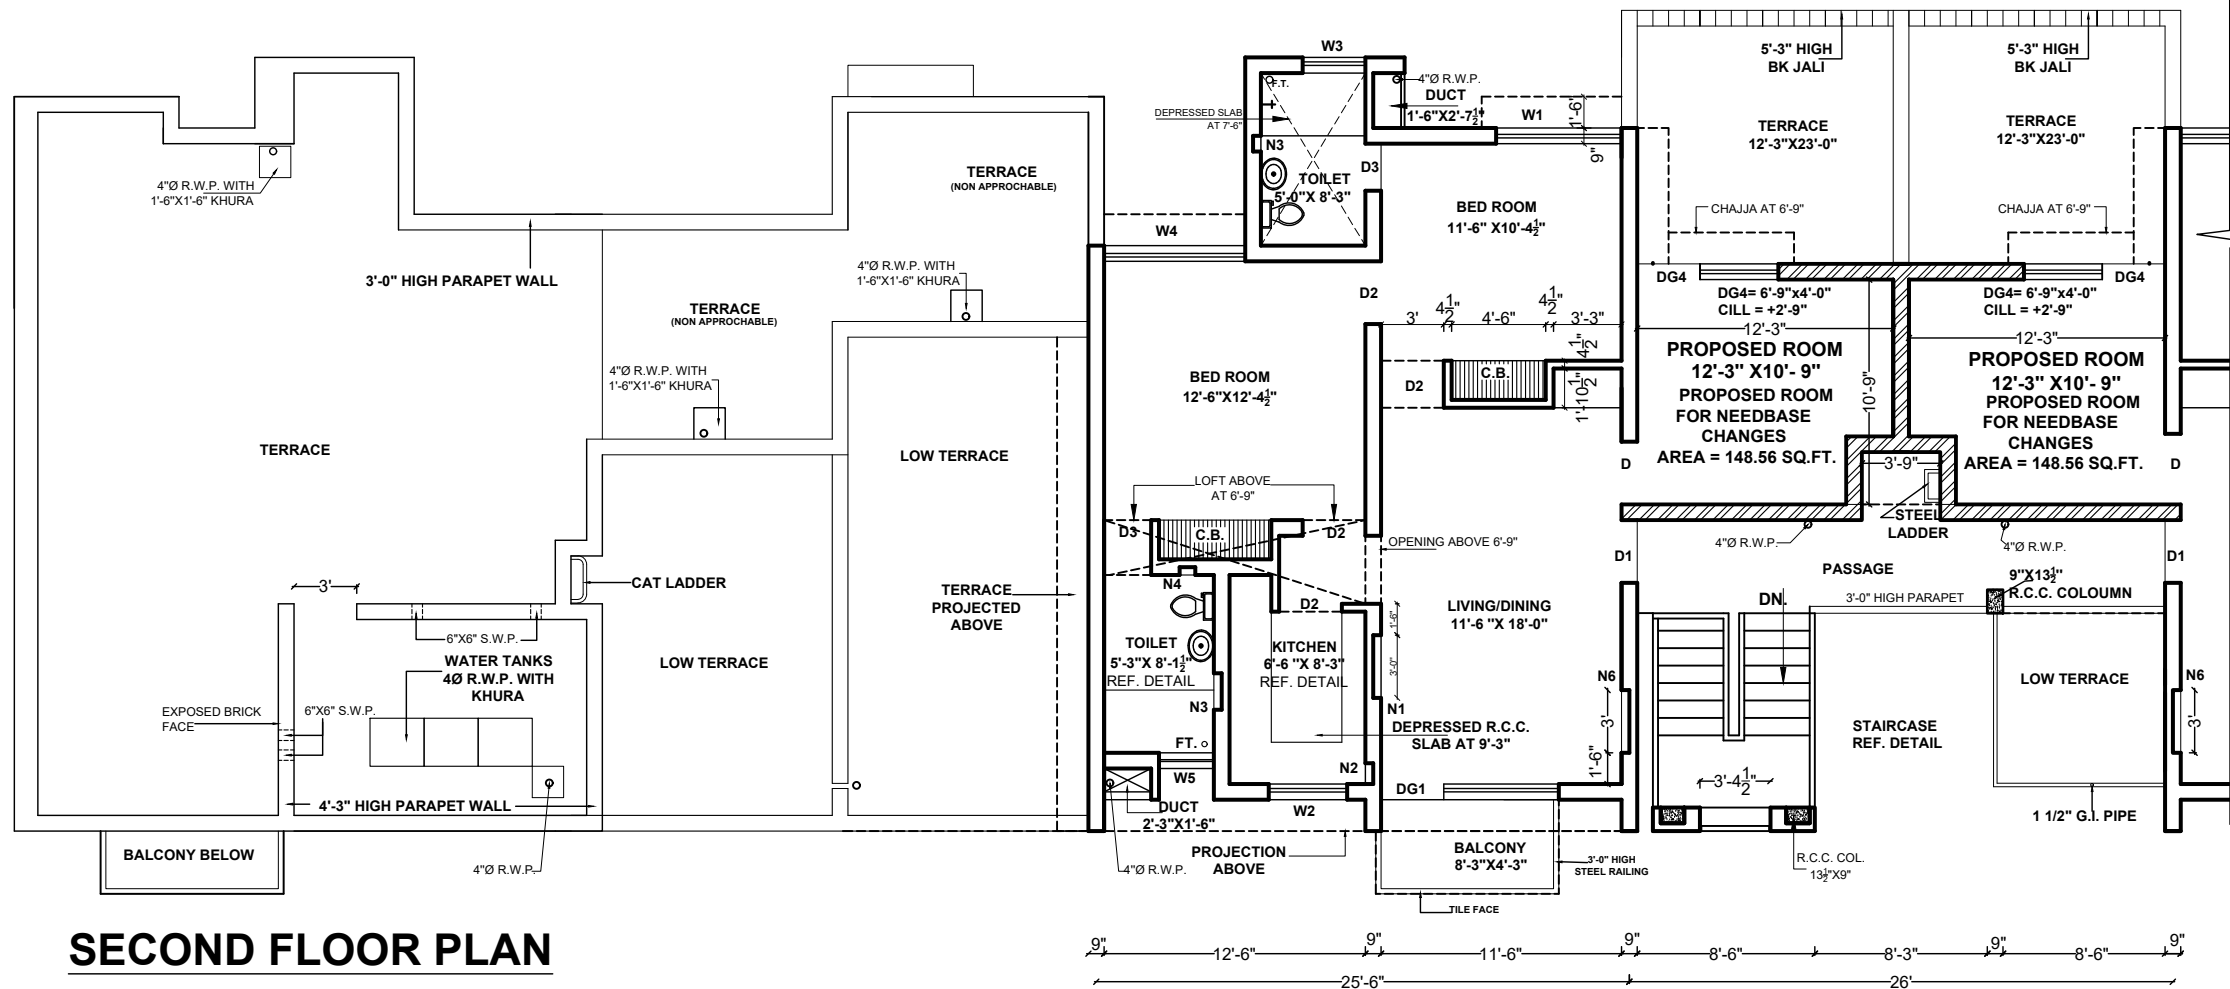 W3
F.T.
4"Ø R.W.P.
DUCT
1'-6"X2'-7½"
DEPRESSED SLAB
AT 7'-6"
W1
1'-6"
9"
N3
D3
TOILET
5'-0"X 8'-3"
BED ROOM
11'-6" X10'-4½"
W4
5'-3" HIGH
BK JALI
5'-3" HIGH
BK JALI
TERRACE
12'-3"X23'-0"
TERRACE
12'-3"X23'-0"
CHAJJA AT 6'-9"
CHAJJA AT 6'-9"
4"Ø R.W.P. WITH
1'-6"X1'-6" KHURA
TERRACE
(NON APPROCHABLE)
3'-0" HIGH PARAPET WALL
4"Ø R.W.P. WITH
1'-6"X1'-6" KHURA
TERRACE
(NON APPROCHABLE)
4"Ø R.W.P. WITH
1'-6"X1'-6" KHURA
TERRACE
LOW TERRACE
D2
3'
4½"
4'-6"
4½"
3'-3"
4½"
1'-10½"
D2
C.B.
BED ROOM
12'-6"X12'-4½"
DG4
DG4
DG4= 6'-9"x4'-0"
CILL = +2'-9"
DG4= 6'-9"x4'-0"
CILL = +2'-9"
12'-3"
12'-3"
PROPOSED ROOM
12'-3" X10'- 9"
PROPOSED ROOM
FOR NEEDBASE
CHANGES
AREA = 148.56 SQ.FT.
10'-9"
PROPOSED ROOM
12'-3" X10'- 9"
PROPOSED ROOM
FOR NEEDBASE
CHANGES
AREA = 148.56 SQ.FT.
D
3'-9"
D
LOFT ABOVE
AT 6'-9"
D3
C.B.
D2
OPENING ABOVE 6'-9"
STEEL
LADDER
4"Ø R.W.P.
4"Ø R.W.P.
D1
D1
PASSAGE
9"X13½"
R.C.C. COLOUMN
3'-0" HIGH PARAPET
DN.
3'
CAT LADDER
TERRACE
PROJECTED
ABOVE
N4
D2
1'-6"
LIVING/DINING
11'-6 "X 18'-0"
6"X6" S.W.P.
WATER TANKS
4Ø R.W.P. WITH
KHURA
LOW TERRACE
TOILET
5'-3"X 8'-1½"
REF. DETAIL
KITCHEN
6'-6 "X 8'-3"
REF. DETAIL
3'-0"
N6
LOW TERRACE
N6
EXPOSED BRICK
FACE
6"X6" S.W.P.
N3
N1
DEPRESSED R.C.C.
SLAB AT 9'-3"
3'
STAIRCASE
REF. DETAIL
3'
FT.
W5
N2
1'-6"
3'-4½"
4'-3" HIGH PARAPET WALL
DUCT
2'-3"X1'-6"
W2
DG1
1 1/2" G.I. PIPE
BALCONY BELOW
4"Ø R.W.P.
4"Ø R.W.P.
PROJECTION
ABOVE
BALCONY
8'-3"X4'-3"
3'-0" HIGH
STEEL RAILING
R.C.C. COL.
13½"X9"
TILE FACE
SECOND FLOOR PLAN
9"
12'-6"
9"
11'-6"
9"
8'-6"
8'-3"
9"
8'-6"
9"
25'-6"
26'